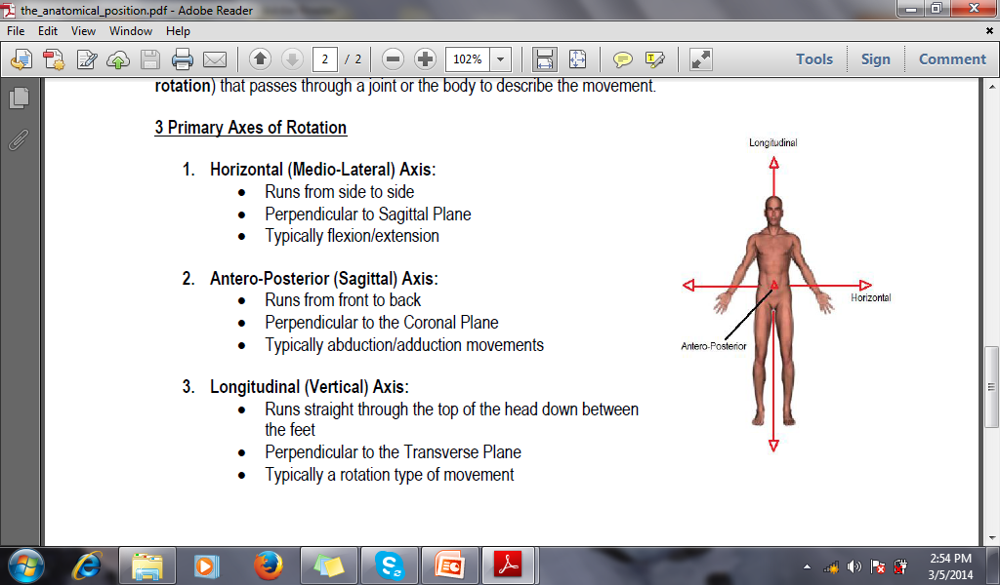 the_anatomical_position.pdf - Adobe Reader
File Edit View Window Help
2 / 2 102% Tools Sign Comment
rotation) that passes through a joint or the body to describe the movement.
3 Primary Axes of Rotation
1. Horizontal (Medio-Lateral) Axis:
• Runs from side to side
• Perpendicular to Sagittal Plane
• Typically flexion/extension
2. Antero-Posterior (Sagittal) Axis:
• Runs from front to back
• Perpendicular to the Coronal Plane
• Typically abduction/adduction movements
3. Longitudinal (Vertical) Axis:
• Runs straight through the top of the head down between
the feet
• Perpendicular to the Transverse Plane
• Typically a rotation type of movement
Longitudinal
Horizontal
Antero-Posterior
2:54 PM
3/5/2014